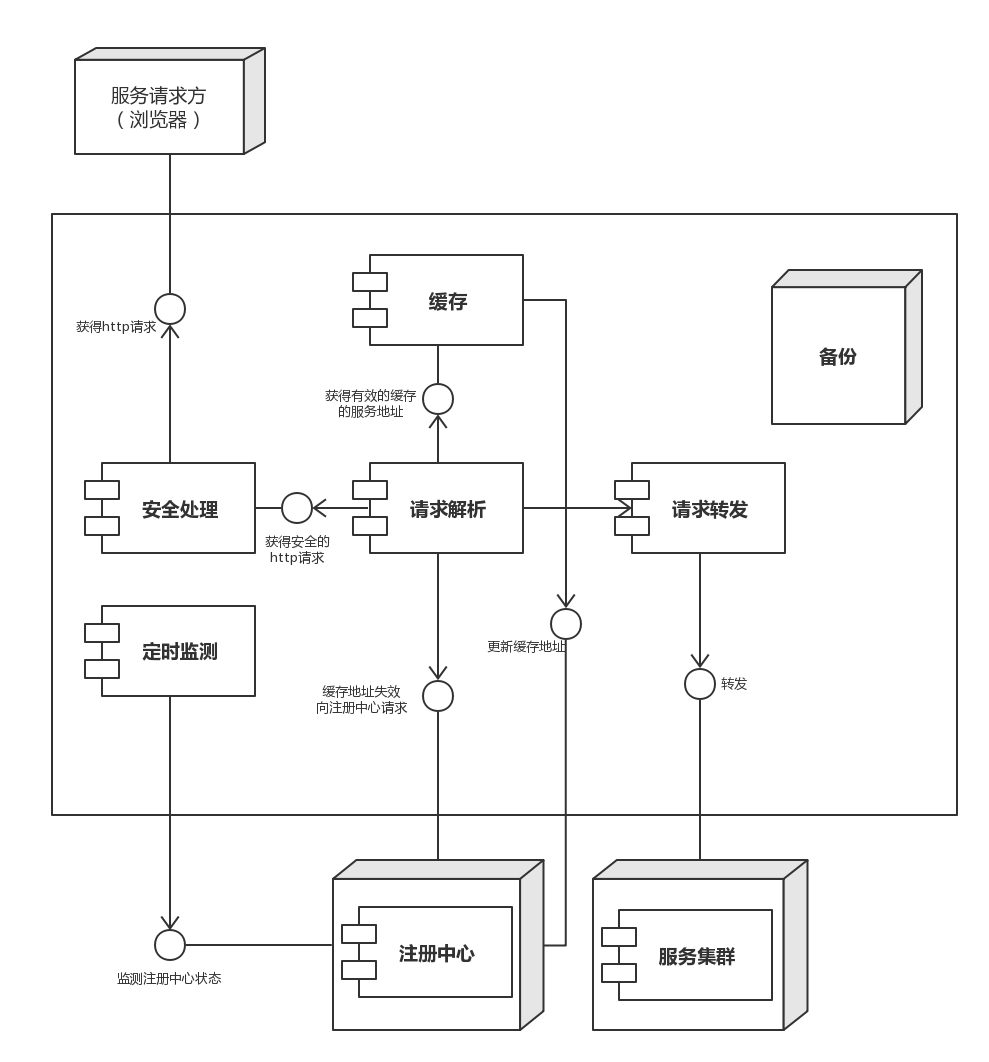 服务请求方
（浏览器）
缓存
获得http请求
备份
获得有效的缓存
的服务地址
安全处理
请求解析
请求转发
获得安全的
http请求
定时监测
更新缓存地址
缓存地址失效
向注册中心请求
转发
注册中心
服务集群
监测注册中心状态